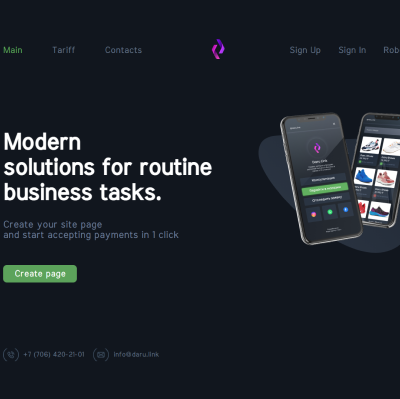 Main
Tariff
Contacts
Sign Up
Sign In
Rob
Modern
solutions for routine
business tasks.
Create your site page
and start accepting payments in 1 click
Create page
+7 (706) 420-21-01
info@daru.link